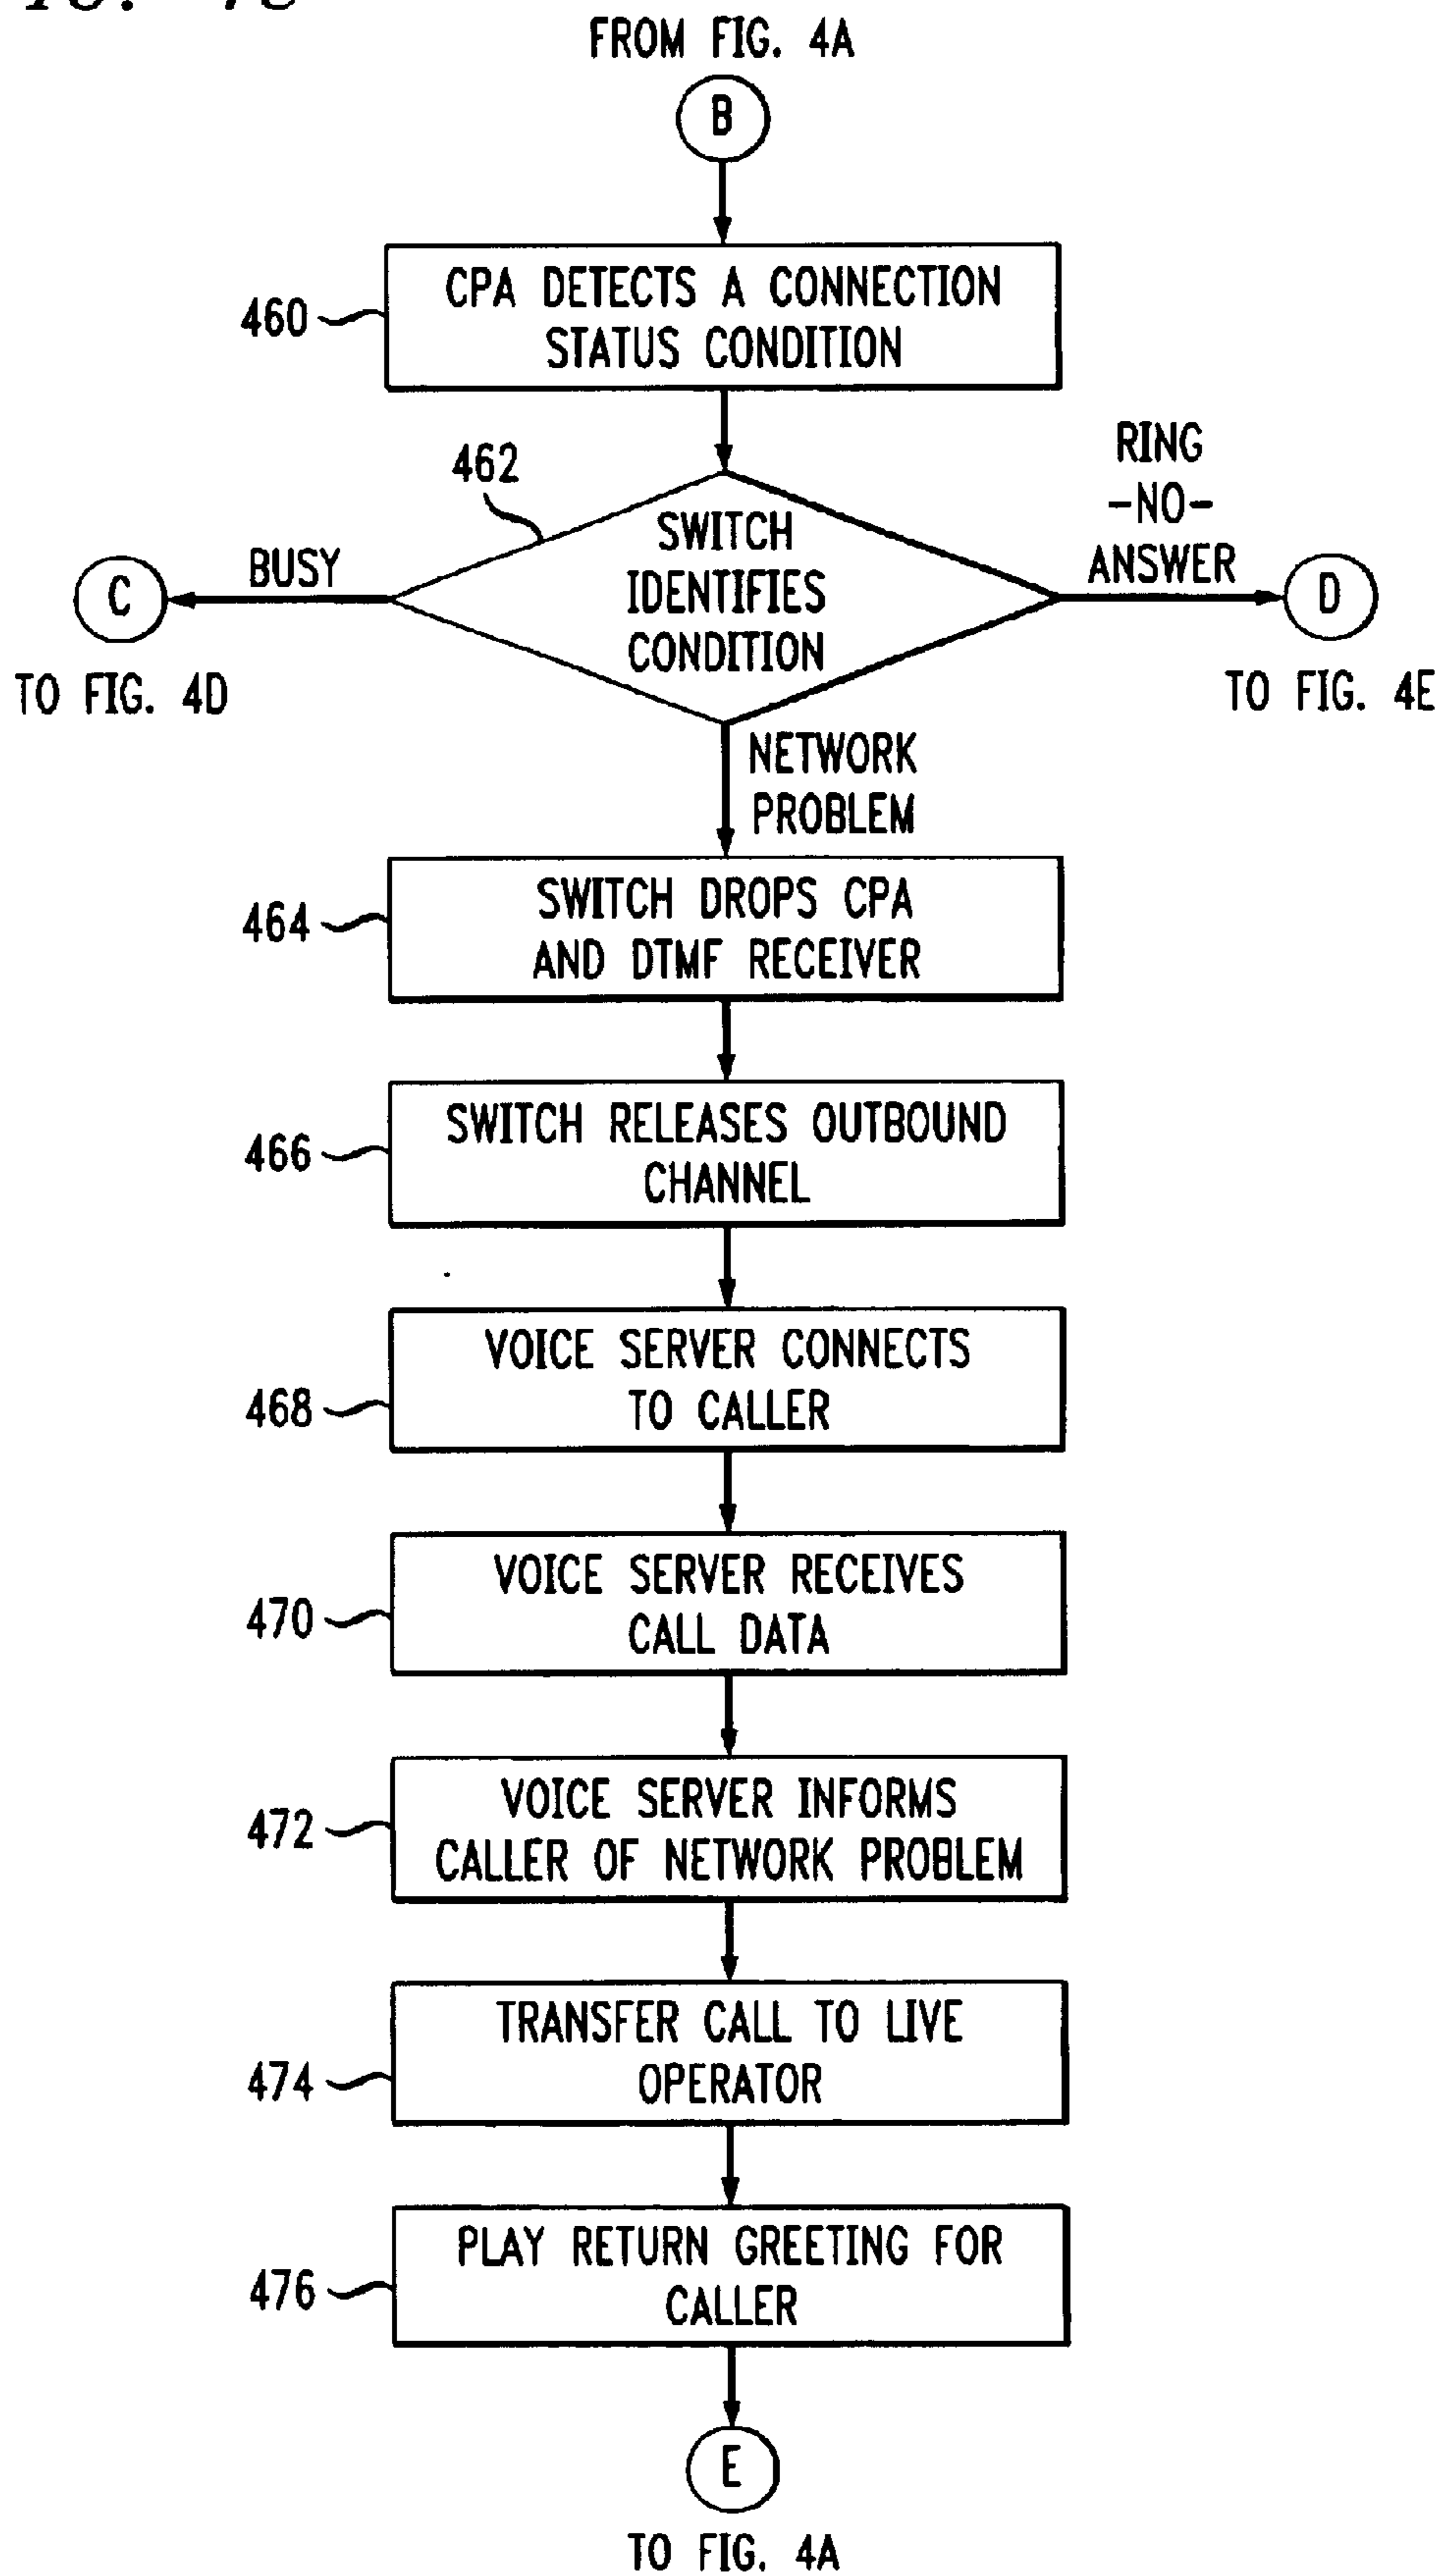 FROM FIG. 4A
B
460
CPA DETECTS A CONNECTION
STATUS CONDITION
462
SWITCH
IDENTIFIES
CONDITION
BUSY
C
TO FIG. 4D
RING
-NO-
ANSWER
D
TO FIG. 4E
NETWORK
PROBLEM
464
SWITCH DROPS CPA
AND DTMF RECEIVER
466
SWITCH RELEASES OUTBOUND
CHANNEL
468
VOICE SERVER CONNECTS
TO CALLER
470
VOICE SERVER RECEIVES
CALL DATA
472
VOICE SERVER INFORMS
CALLER OF NETWORK PROBLEM
474
TRANSFER CALL TO LIVE
OPERATOR
476
PLAY RETURN GREETING FOR
CALLER
E
TO FIG. 4A